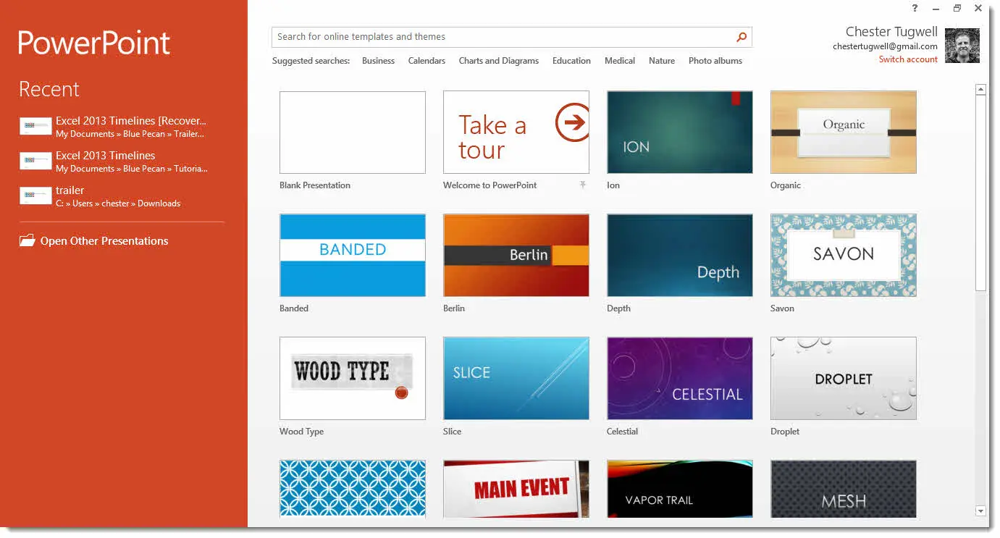 ?
PowerPoint
Recent
Excel 2013 Timelines [Recover...
My Documents » Blue Pecan » Trailer...
Excel 2013 Timelines
My Documents » Blue Pecan » Tutoria...
trailer
C: » Users » chester » Downloads
Open Other Presentations
Search for online templates and themes
Suggested searches: Business Calendars Charts and Diagrams Education Medical Nature Photo albums
Chester Tugwell
chestertugwell@gmail.com
Switch account
Take a
tour
ION
Organic
Blank Presentation
Welcome to PowerPoint
Ion
Organic
BANDED
Berlin
Depth
SAVON
Banded
Berlin
Depth
Savon
WOOD TYPE
SLICE
CELESTIAL
DROPLET
Wood Type
Slice
Celestial
Droplet
MAIN EVENT
VAPOR TRAIL
MESH